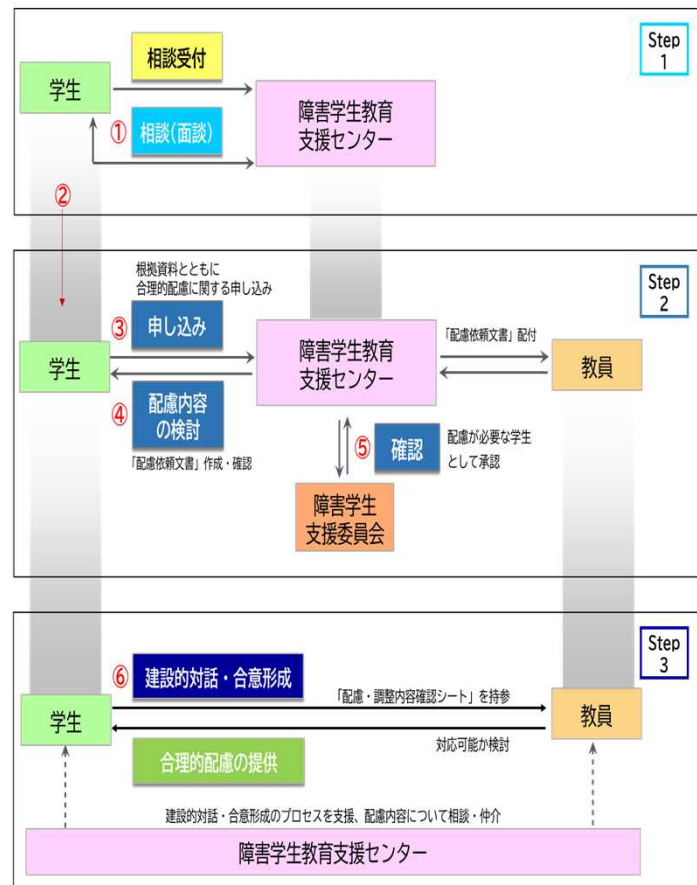 Step
1
相談受付
学生
障害学生教育
支援センター
① 相談(面談)
②
Step
2
根拠資料とともに
合理的配慮に関する申し込み
③ 申し込み
学生
障害学生教育
支援センター
「配慮依頼文書」配付
教員
④ 配慮内容
の検討
「配慮依頼文書」作成・確認
⑤ 確認
配慮が必要な学生
として承認
障害学生
支援委員会
Step
3
⑥ 建設的対話・合意形成
「配慮・調整内容確認シート」を持参
学生
教員
対応可能か検討
合理的配慮の提供
建設的対話・合意形成のプロセスを支援、配慮内容について相談・仲介
障害学生教育支援センター